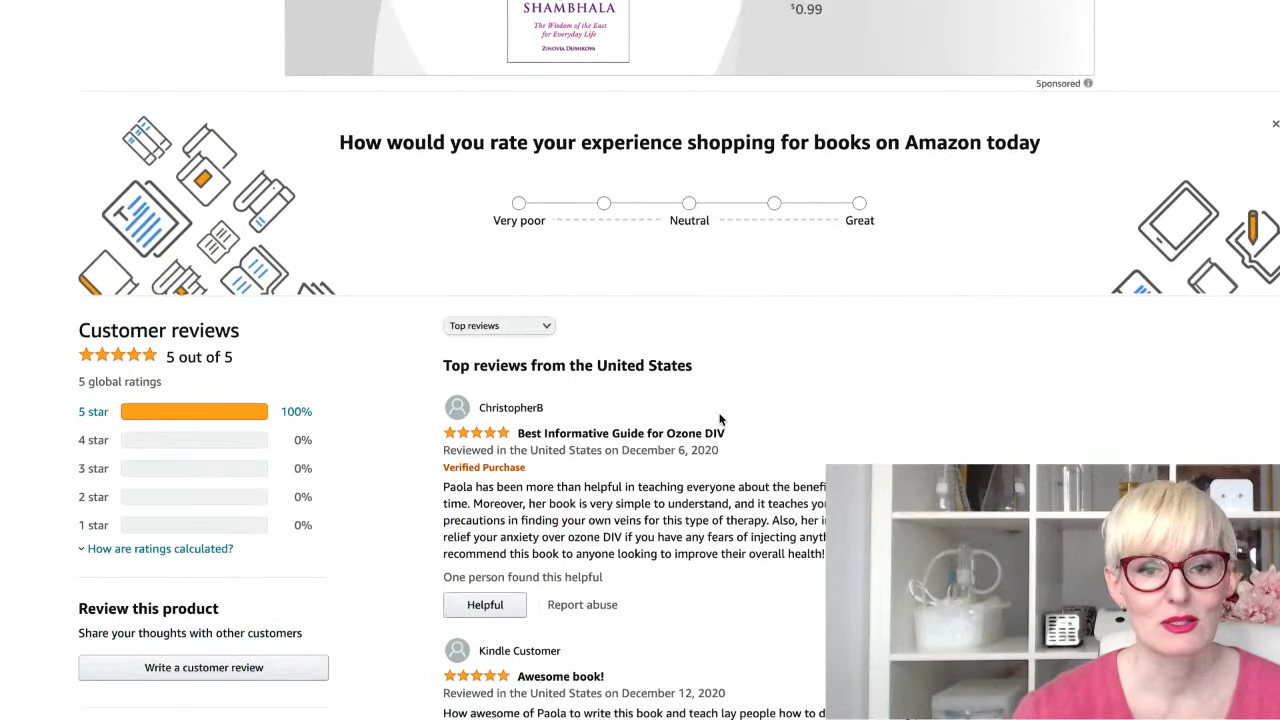 SHAMBHALA
The Wisdom of the East
for Everyday Life
ZINOVIA DUSHKOVA
$0.99
Sponsored
How would you rate your experience shopping for books on Amazon today
Very poor
Neutral
Great
Customer reviews
5 out of 5
5 global ratings
5 star 100%
4 star 0%
3 star 0%
2 star 0%
1 star 0%
How are ratings calculated?
Review this product
Share your thoughts with other customers
Write a customer review
Top reviews
Top reviews from the United States
ChristopherB
Best Informative Guide for Ozone DIV
Reviewed in the United States on December 6, 2020
Verified Purchase
Paola has been more than helpful in teaching everyone about the benefi
time. Moreover, her book is very simple to understand, and it teaches you
precautions in finding your own veins for this type of therapy. Also, her i
relief your anxiety over ozone DIV if you have any fears of injecting anyth
recommend this book to anyone looking to improve their overall health!
One person found this helpful
Helpful
Report abuse
Kindle Customer
Awesome book!
Reviewed in the United States on December 12, 2020
How awesome of Paola to write this book and teach lay people how to d